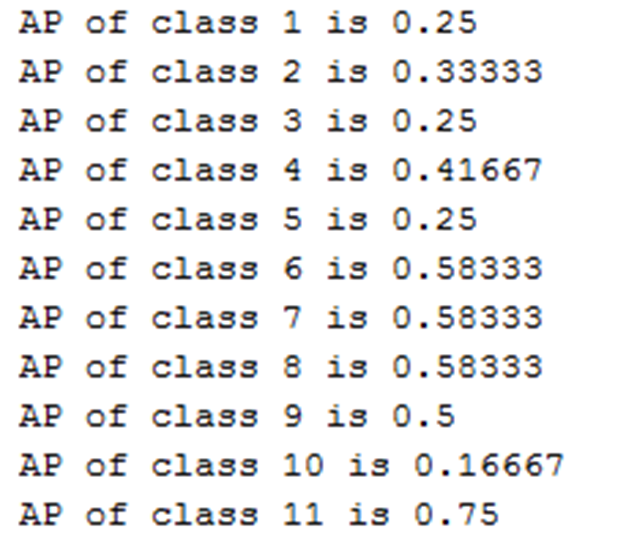 AP of class 1 is 0.25
AP of class 2 is 0.33333
AP of class 3 is 0.25
AP of class 4 is 0.41667
AP of class 5 is 0.25
AP of class 6 is 0.58333
AP of class 7 is 0.58333
AP of class 8 is 0.58333
AP of class 9 is 0.5
AP of class 10 is 0.16667
AP of class 11 is 0.75